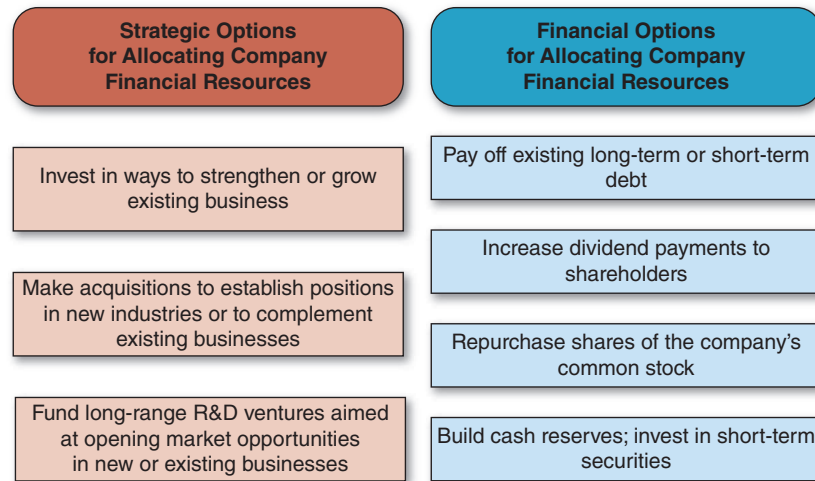 Strategic Options
for Allocating Company
Financial Resources
Invest in ways to strengthen or grow
existing business
Make acquisitions to establish positions
in new industries or to complement
existing businesses
Fund long-range R&D ventures aimed
at opening market opportunities
in new or existing businesses
Financial Options
for Allocating Company
Financial Resources
Pay off existing long-term or short-term
debt
Increase dividend payments to
shareholders
Repurchase shares of the company’s
common stock
Build cash reserves; invest in short-term
securities